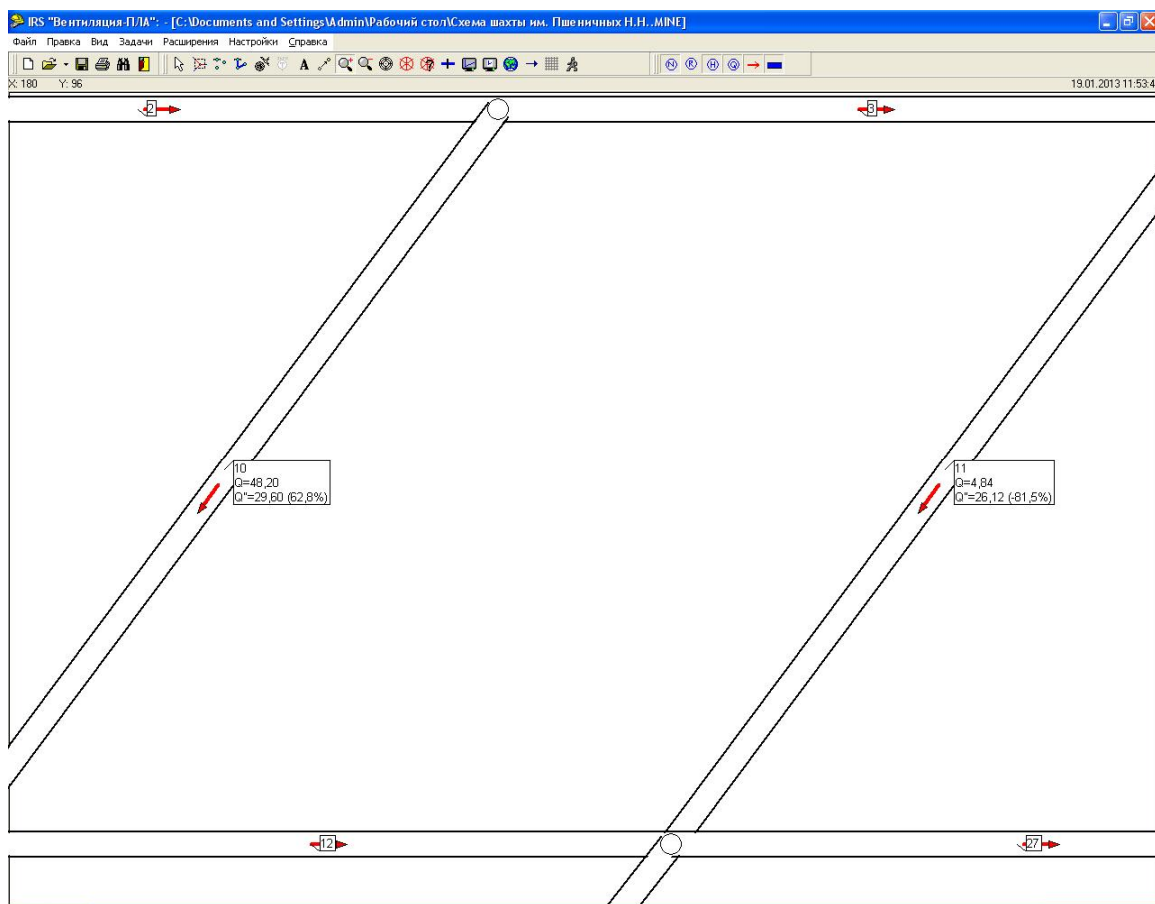 IRS "Вентиляция-ПЛА": - [C:\Documents and Settings\Admin\Рабочий стол\Схема шахты им. Пшеничных Н.Н..MINE]
Файл Правка Вид Задачи Расширения Настройки Справка
A N R H Q
X: 180 Y: 96 19.01.2013 11:53:4
2 3
10
Q=48,20
Q"=29,60 (62,8%)
11
Q=4,84
Q"=26,12 (-81,5%)
12 27